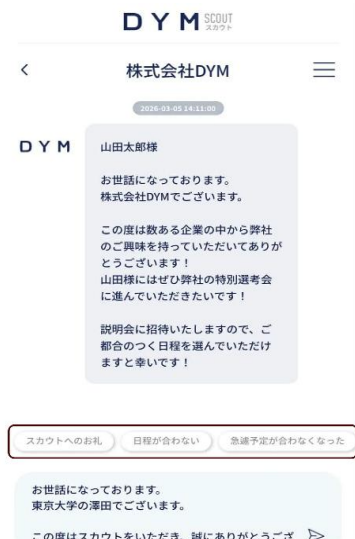 DYM SCOUT
スカウト
株式会社DYM
2026-03-05 14:11:00
DYM
山田太郎様
お世話になっております。
株式会社DYMでございます。
この度は数ある企業の中から弊社
のご興味を持っていただいてありが
とうございます！
山田様にはぜひ弊社の特別選考会
に進んでいただきたいです！
説明会に招待いたしますので、ご
都合のつく日程を選んでいただけ
ますと幸いです！
スカウトへのお礼 日程が合わない 急遽予定が合わなくなった
お世話になっております。
東京大学の澤田でございます。
この度はスカウトをいただき、誠にありがとうござ